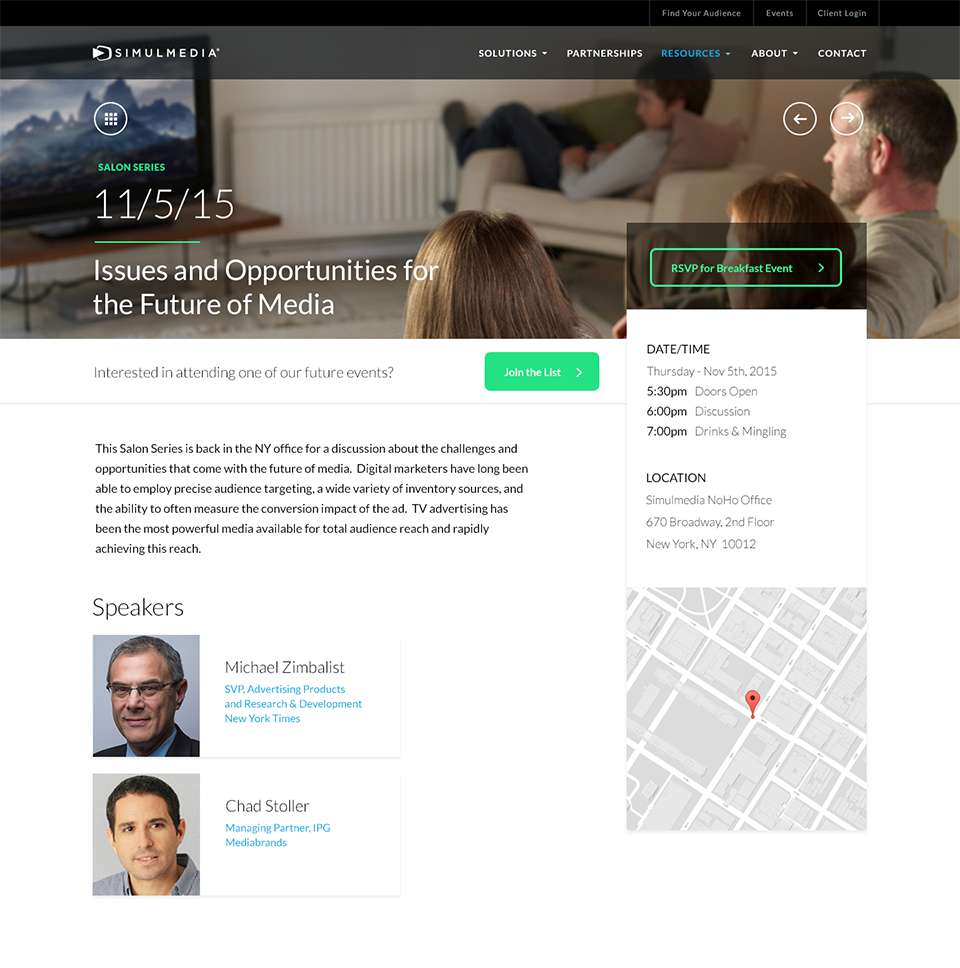 Find Your Audience
Events
Client Login
SIMULMEDIA®
SOLUTIONS
PARTNERSHIPS
RESOURCES
ABOUT
CONTACT
SALON SERIES
11/5/15
Issues and Opportunities for
the Future of Media
RSVP for Breakfast Event
Interested in attending one of our future events?
Join the List
DATE/TIME
Thursday - Nov 5th, 2015
5:30pm Doors Open
6:00pm Discussion
7:00pm Drinks & Mingling
LOCATION
Simulmedia NoHo Office
670 Broadway, 2nd Floor
New York, NY 10012
This Salon Series is back in the NY office for a discussion about the challenges and
opportunities that come with the future of media. Digital marketers have long been
able to employ precise audience targeting, a wide variety of inventory sources, and
the ability to often measure the conversion impact of the ad. TV advertising has
been the most powerful media available for total audience reach and rapidly
achieving this reach.
Speakers
Michael Zimbalist
SVP, Advertising Products
and Research & Development
New York Times
Chad Stoller
Managing Partner, IPG
Mediabrands